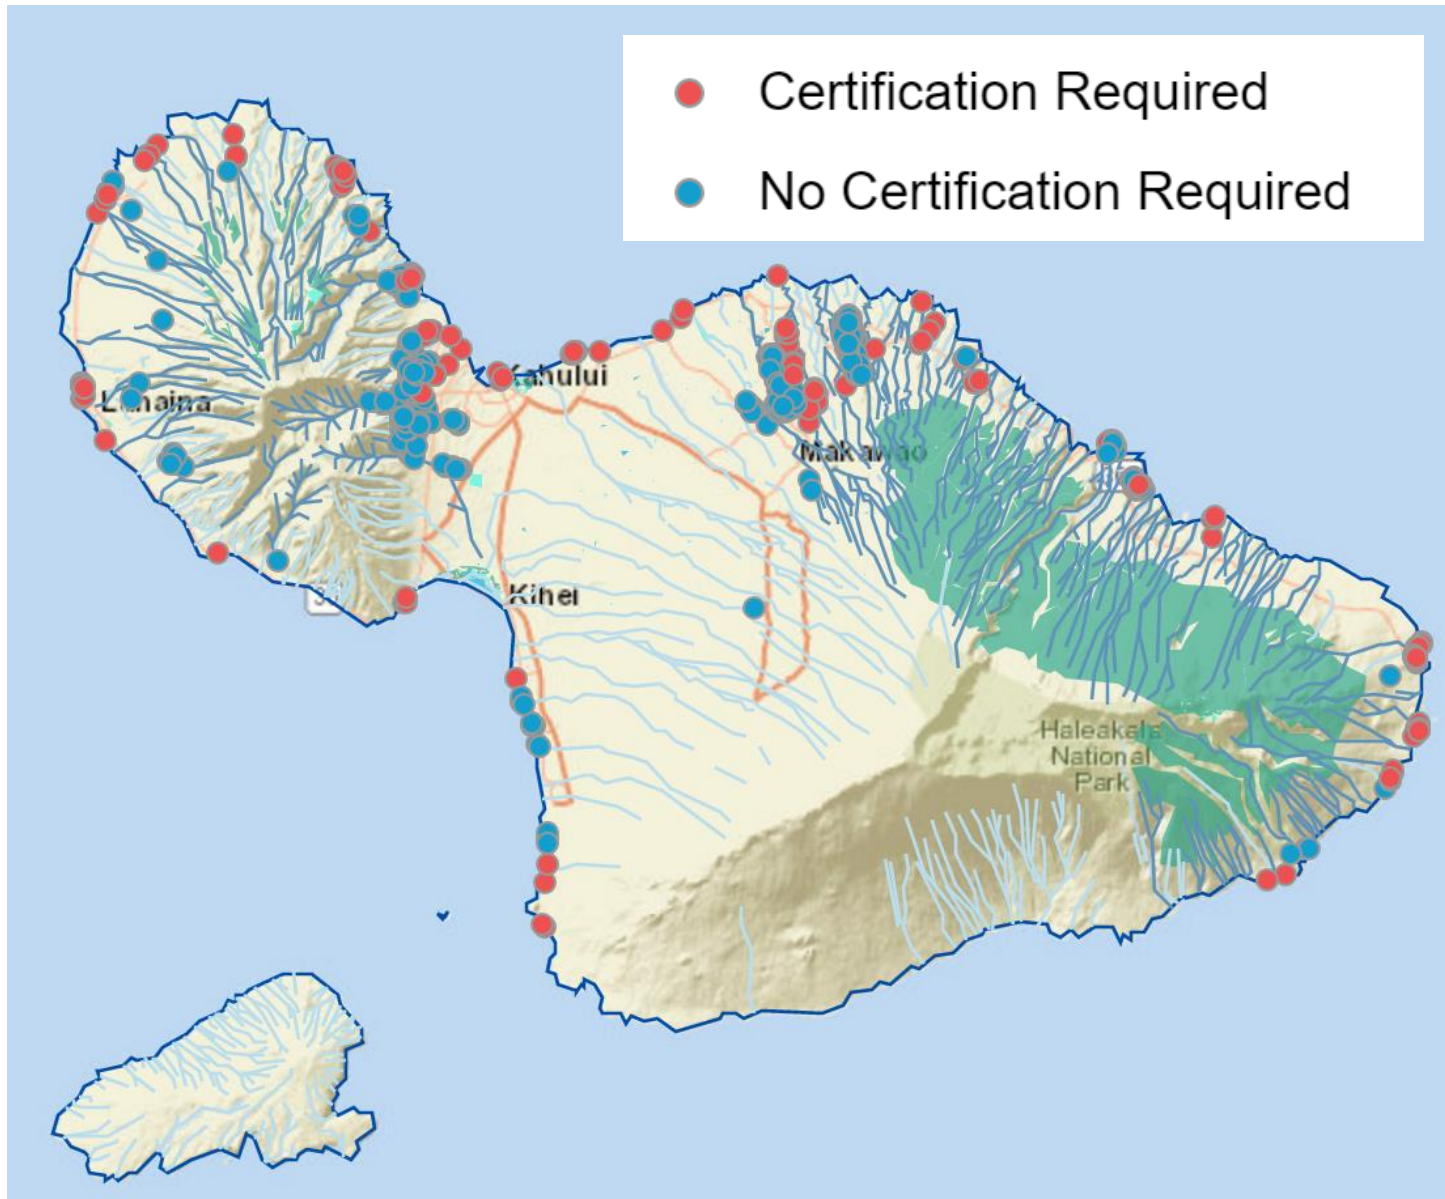 Certification Required
No Certification Required
Kahului
Lahaina
Makawao
Kihei
Haleakala
National
Park